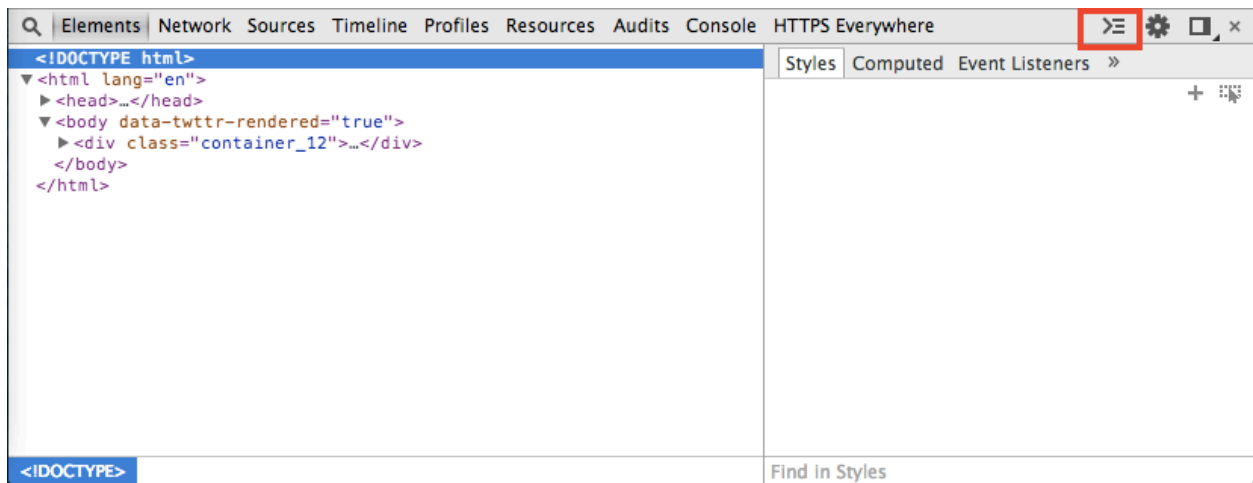 Elements Network Sources Timeline Profiles Resources Audits Console HTTPS Everywhere
<!DOCTYPE html>
<html lang="en">
<head>…</head>
<body data-twttr-rendered="true">
<div class="container_12">…</div>
</body>
</html>
Styles Computed Event Listeners »
<!DOCTYPE>
Find in Styles